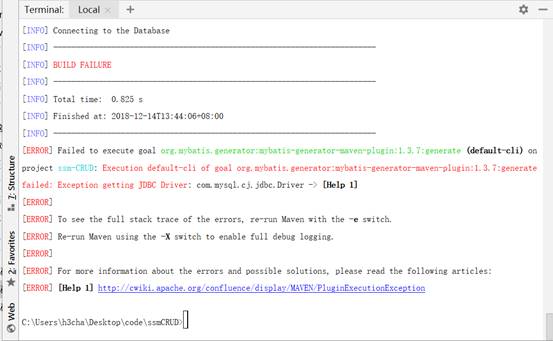 Terminal: Local × +
[INFO] Connecting to the Database
[INFO] ------------------------------------------------------------------------
[INFO] BUILD FAILURE
[INFO] ------------------------------------------------------------------------
[INFO] Total time:  0.825 s
[INFO] Finished at: 2018-12-14T13:44:06+08:00
[INFO] ------------------------------------------------------------------------
[ERROR] Failed to execute goal org.mybatis.generator:mybatis-generator-maven-plugin:1.3.7:generate (default-cli) on
project ssm-CRUD: Execution default-cli of goal org.mybatis.generator:mybatis-generator-maven-plugin:1.3.7:generate
failed: Exception getting JDBC Driver: com.mysql.cj.jdbc.Driver -> [Help 1]
[ERROR]
[ERROR] To see the full stack trace of the errors, re-run Maven with the -e switch.
[ERROR] Re-run Maven using the -X switch to enable full debug logging.
[ERROR]
[ERROR] For more information about the errors and possible solutions, please read the following articles:
[ERROR] [Help 1] http://cwiki.apache.org/confluence/display/MAVEN/PluginExecutionException
C:\Users\h3cha\Desktop\code\ssmCRUD>
Z: Structure
2: Favorites
Web